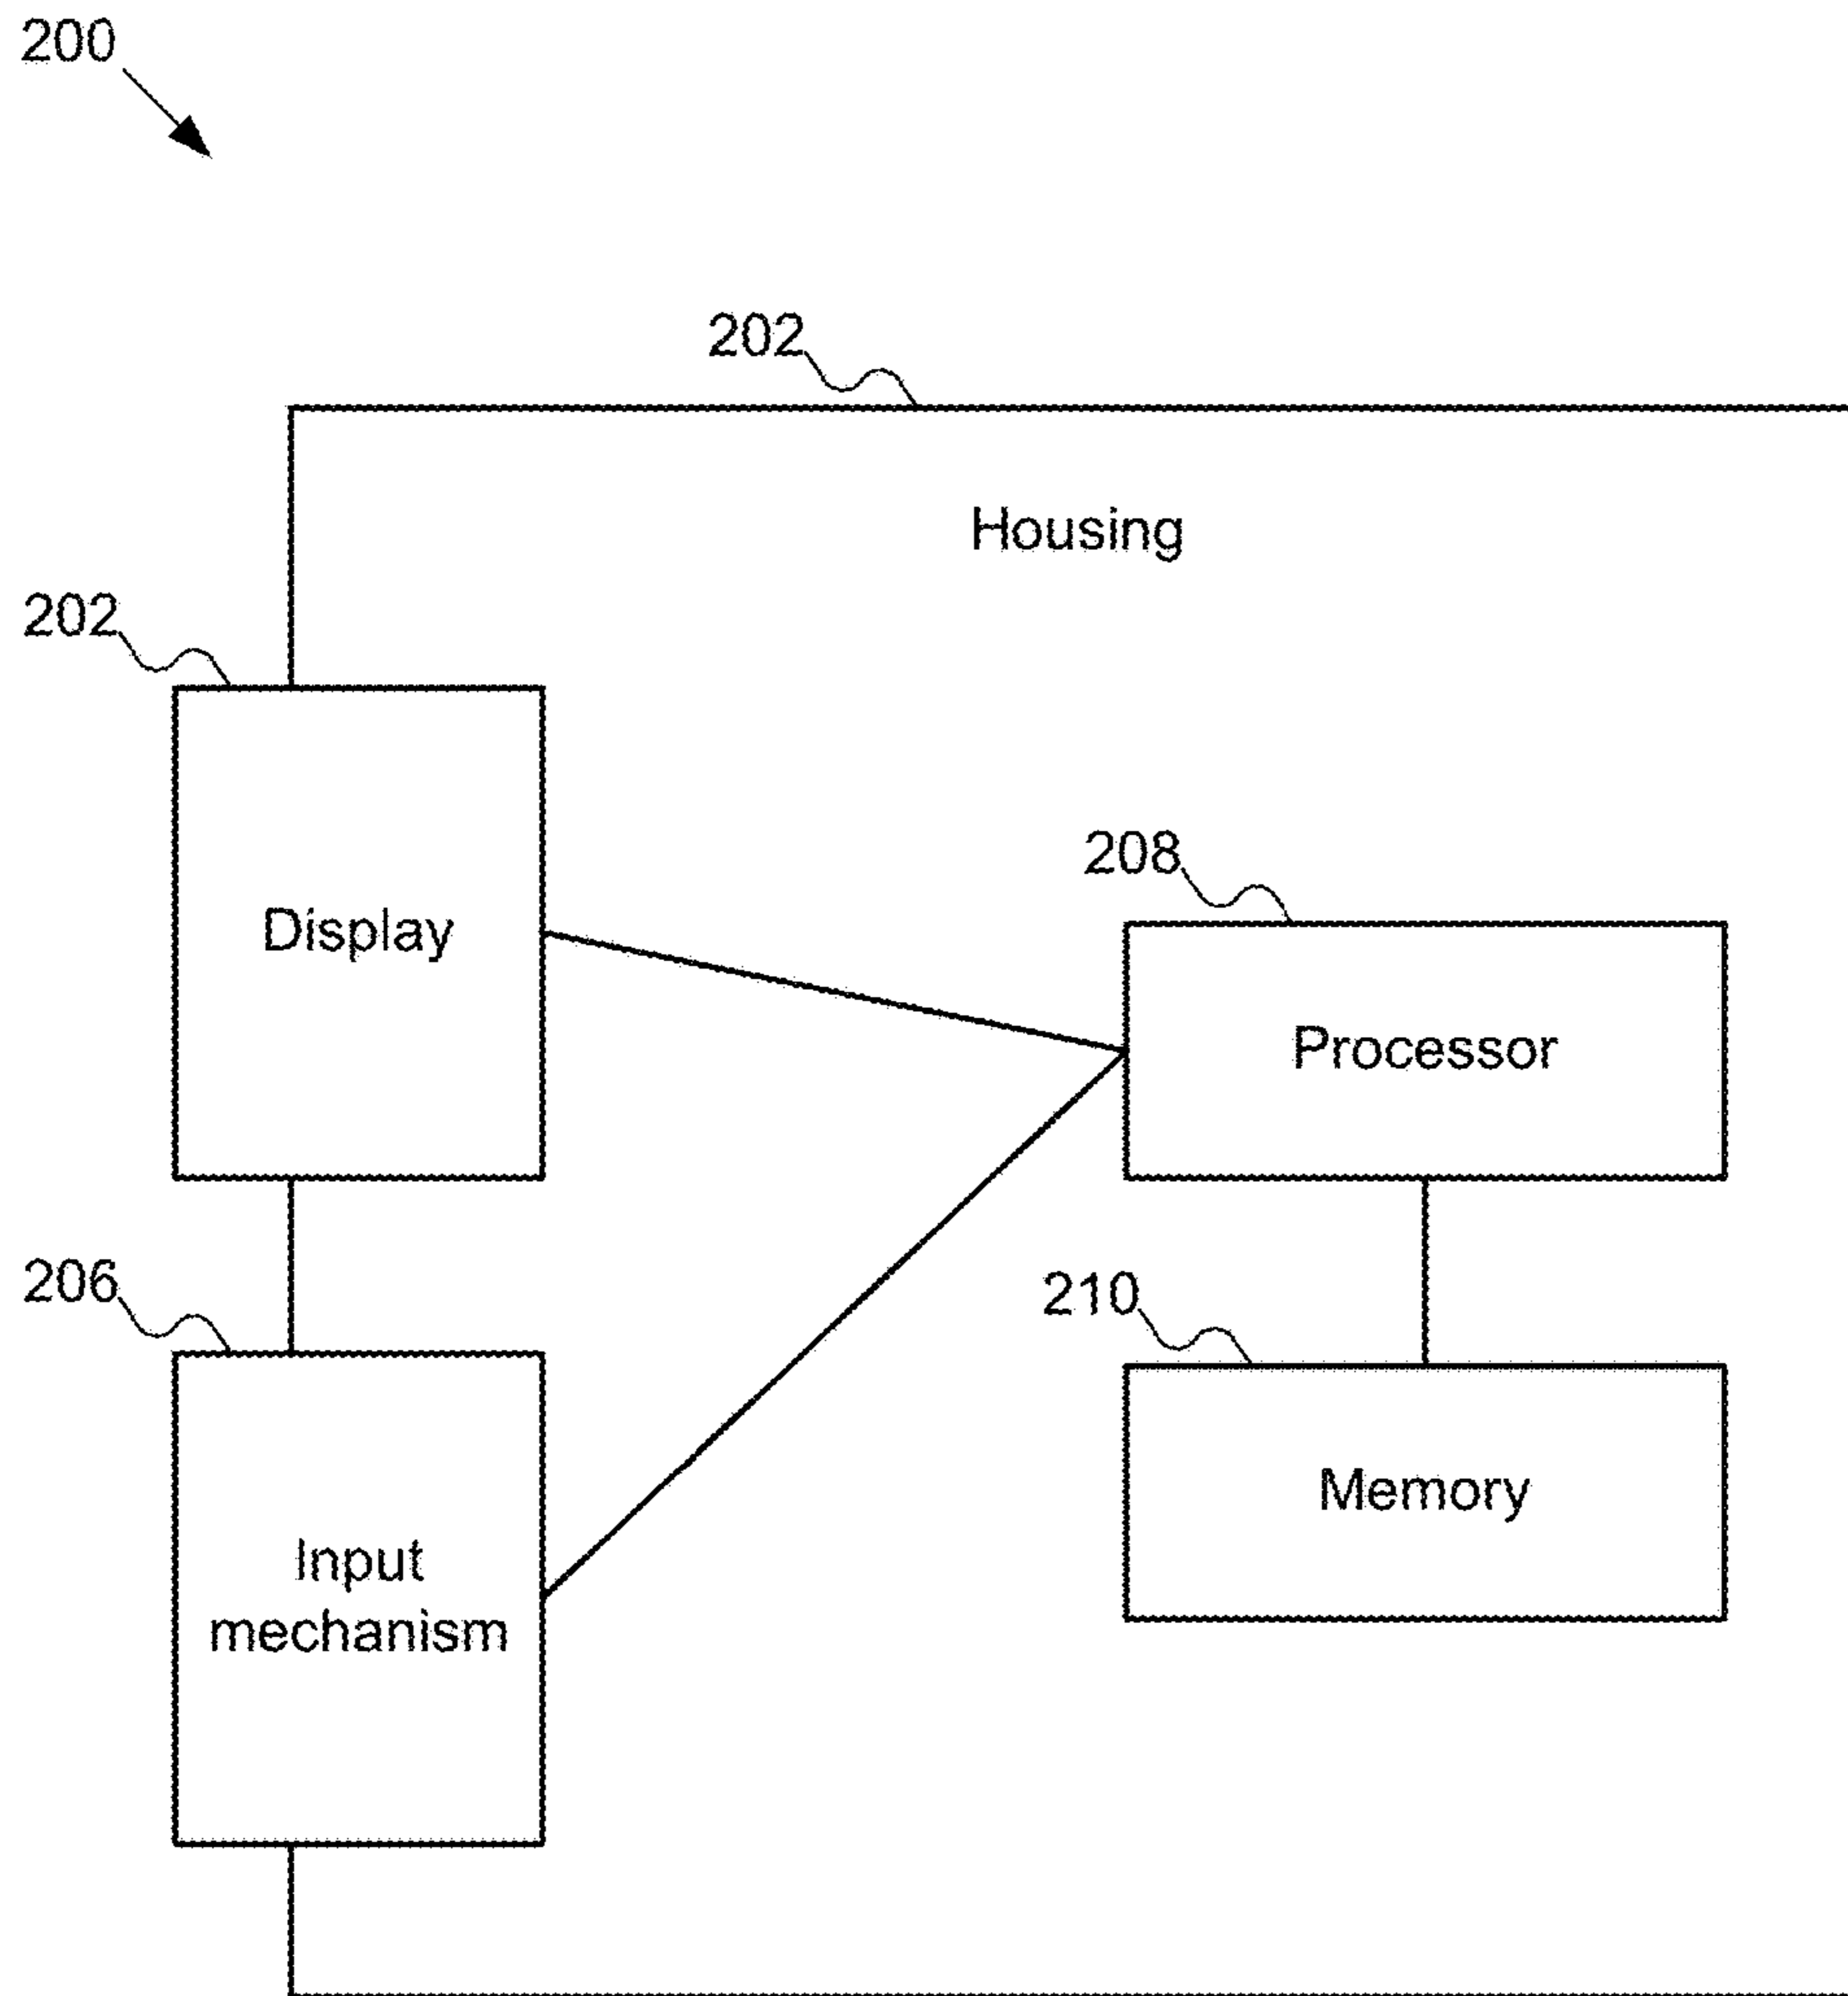 200
202
Housing
202
Display
208
Processor
206
Input
mechanism
210
Memory